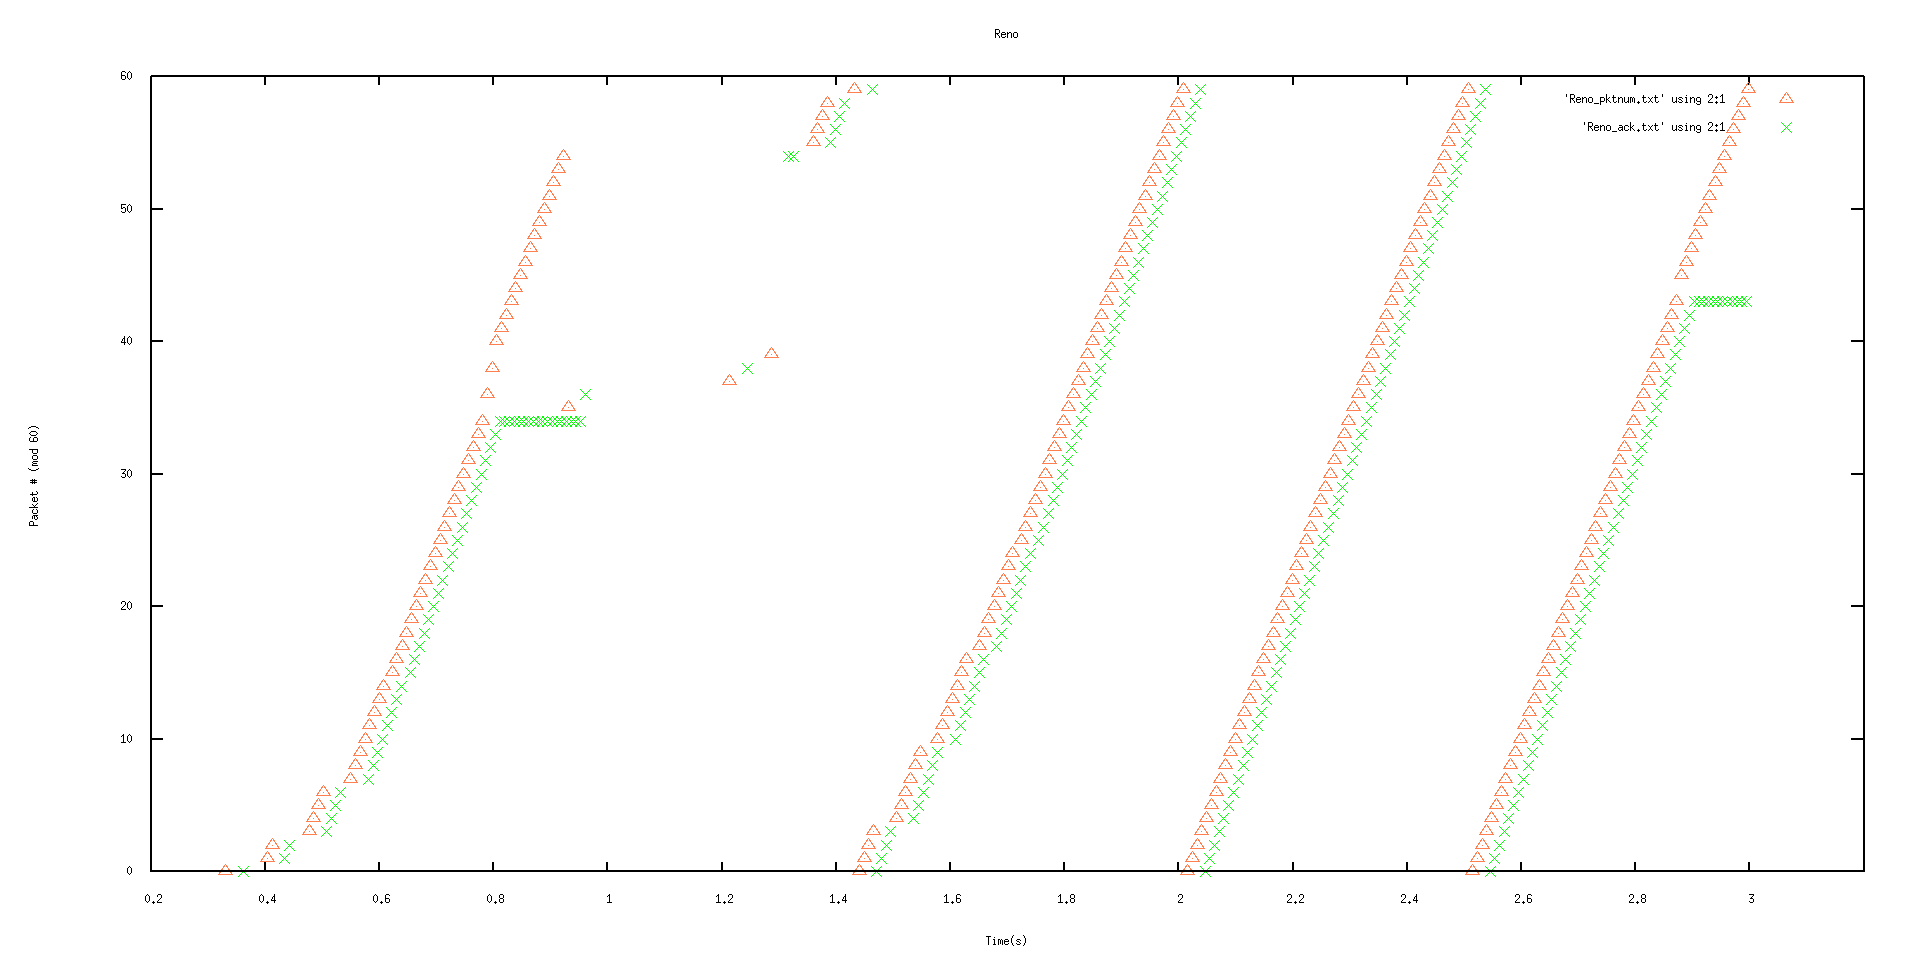 Reno
60
'Reno_pktnum.txt' using 2:1
'Reno_ack.txt' using 2:1
50
40
30
Packet # (mod 60)
20
10
0
0.2 0.4 0.6 0.8 1 1.2 1.4 1.6 1.8 2 2.2 2.4 2.6 2.8 3
Time(s)